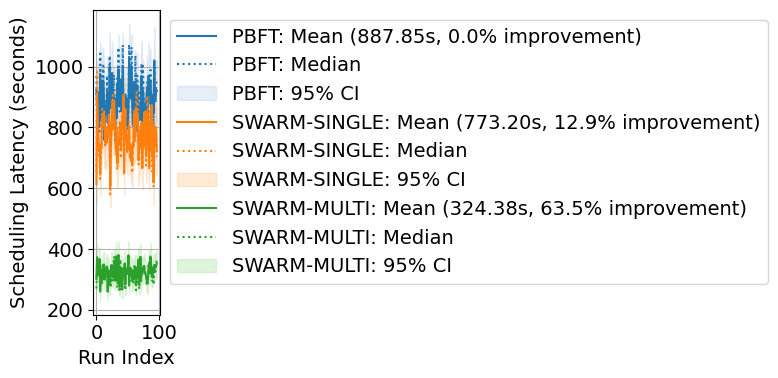 Scheduling Latency (seconds)
1000
800
600
400
200
0
100
Run Index
PBFT: Mean (887.85s, 0.0% improvement)
PBFT: Median
PBFT: 95% CI
SWARM-SINGLE: Mean (773.20s, 12.9% improvement)
SWARM-SINGLE: Median
SWARM-SINGLE: 95% CI
SWARM-MULTI: Mean (324.38s, 63.5% improvement)
SWARM-MULTI: Median
SWARM-MULTI: 95% CI